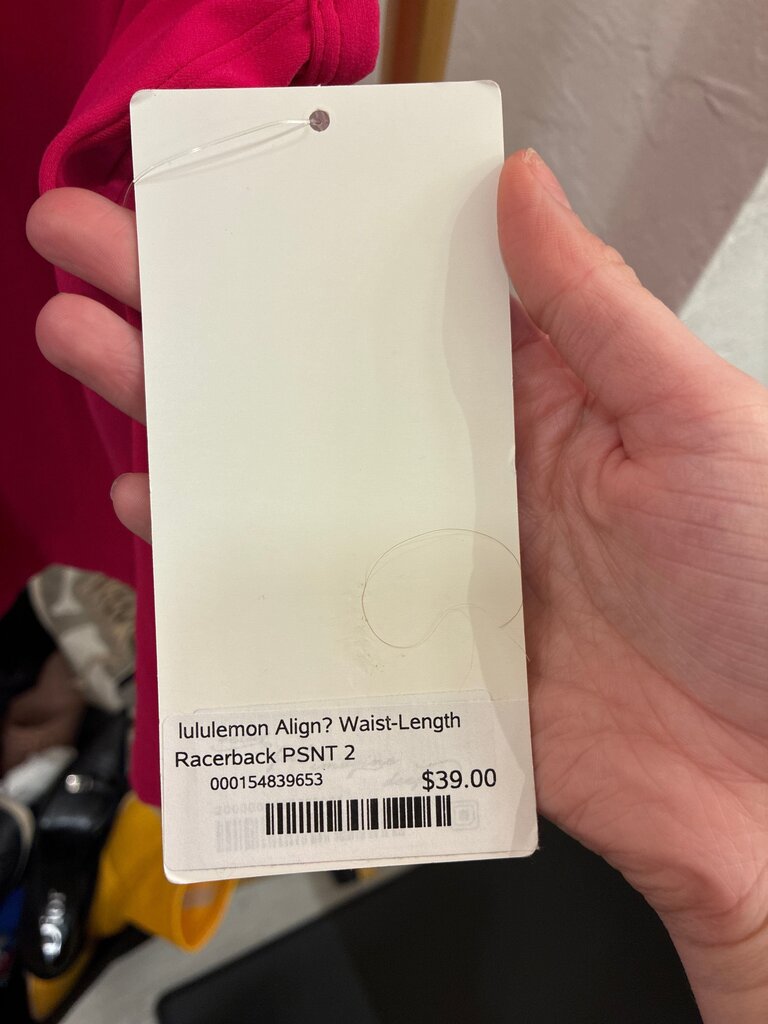 lululemon Align? Waist-Length
Racerback PSNT 2
000154839653
$39.00